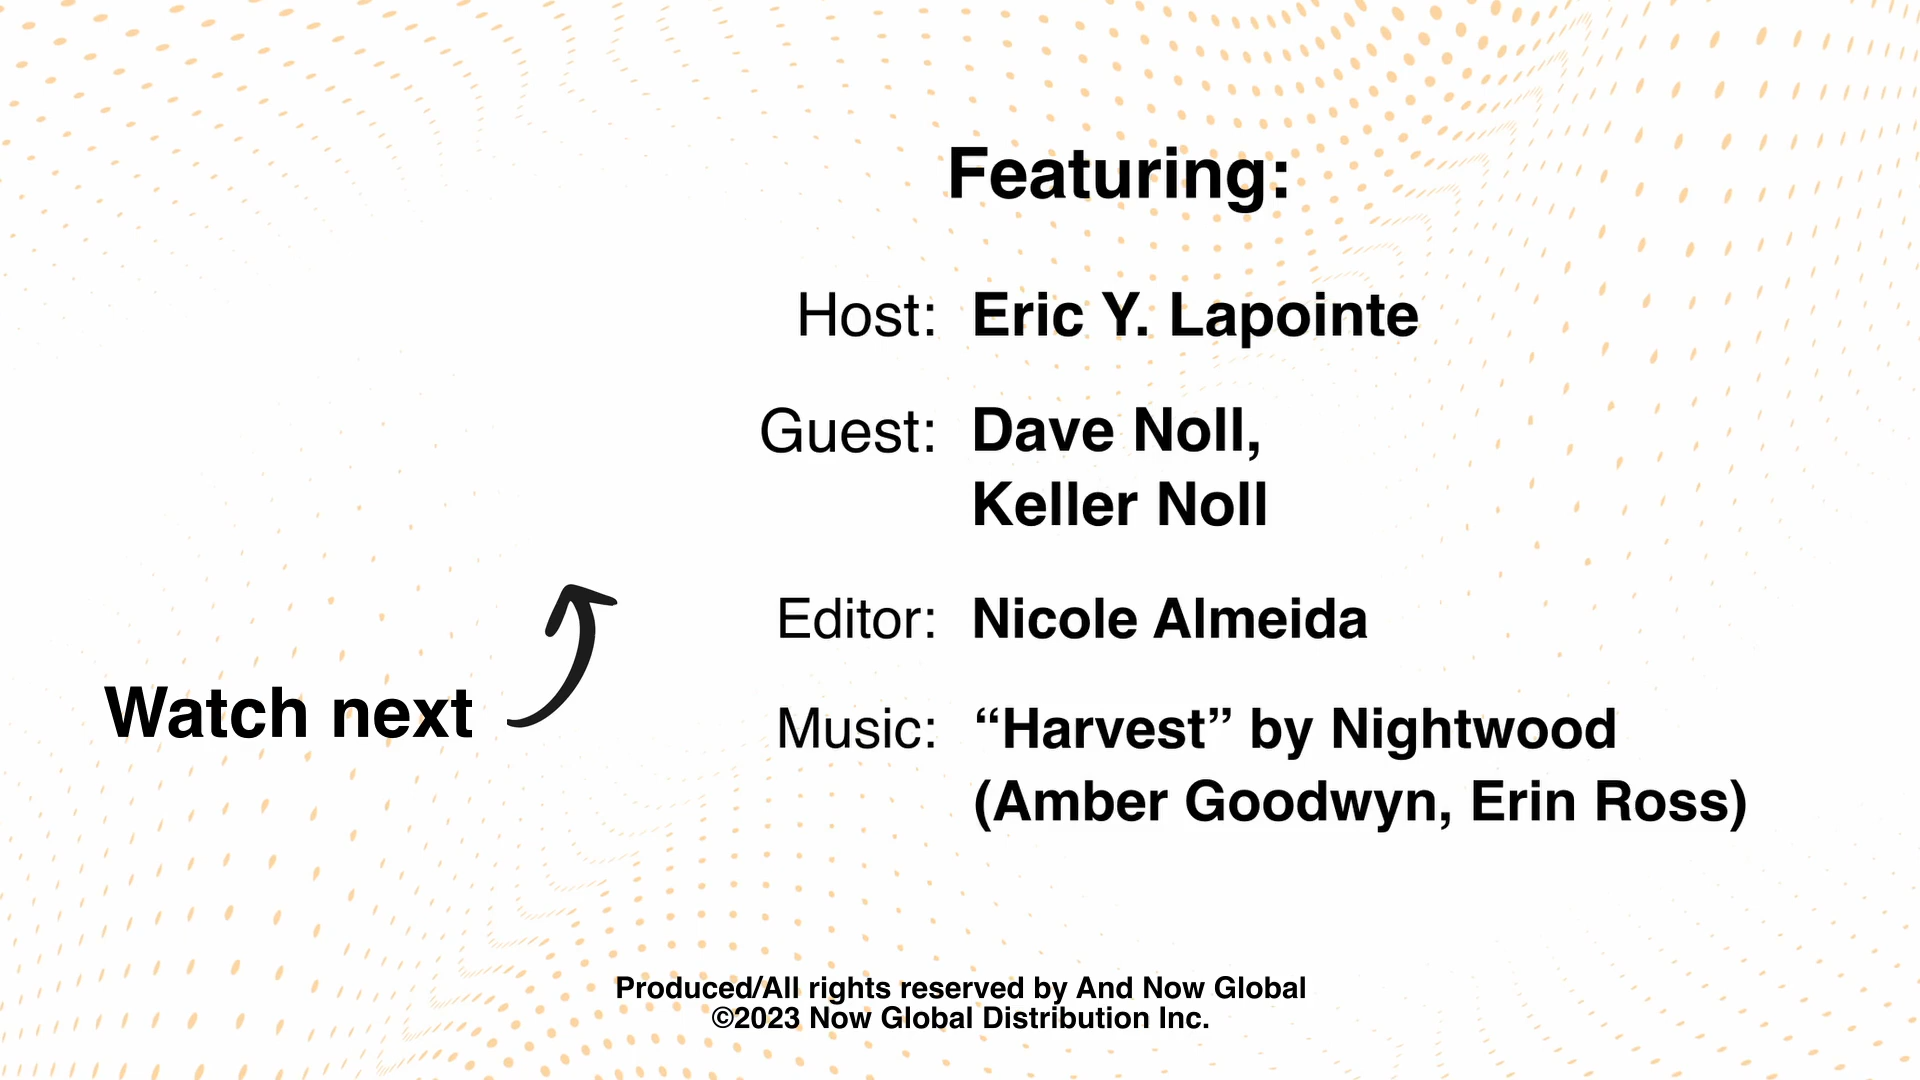 Featuring:
Host: Eric Y. Lapointe
Guest: Dave Noll,
Keller Noll
Editor: Nicole Almeida
Watch next
Music: “Harvest” by Nightwood
(Amber Goodwyn, Erin Ross)
Produced/All rights reserved by And Now Global
©2023 Now Global Distribution Inc.